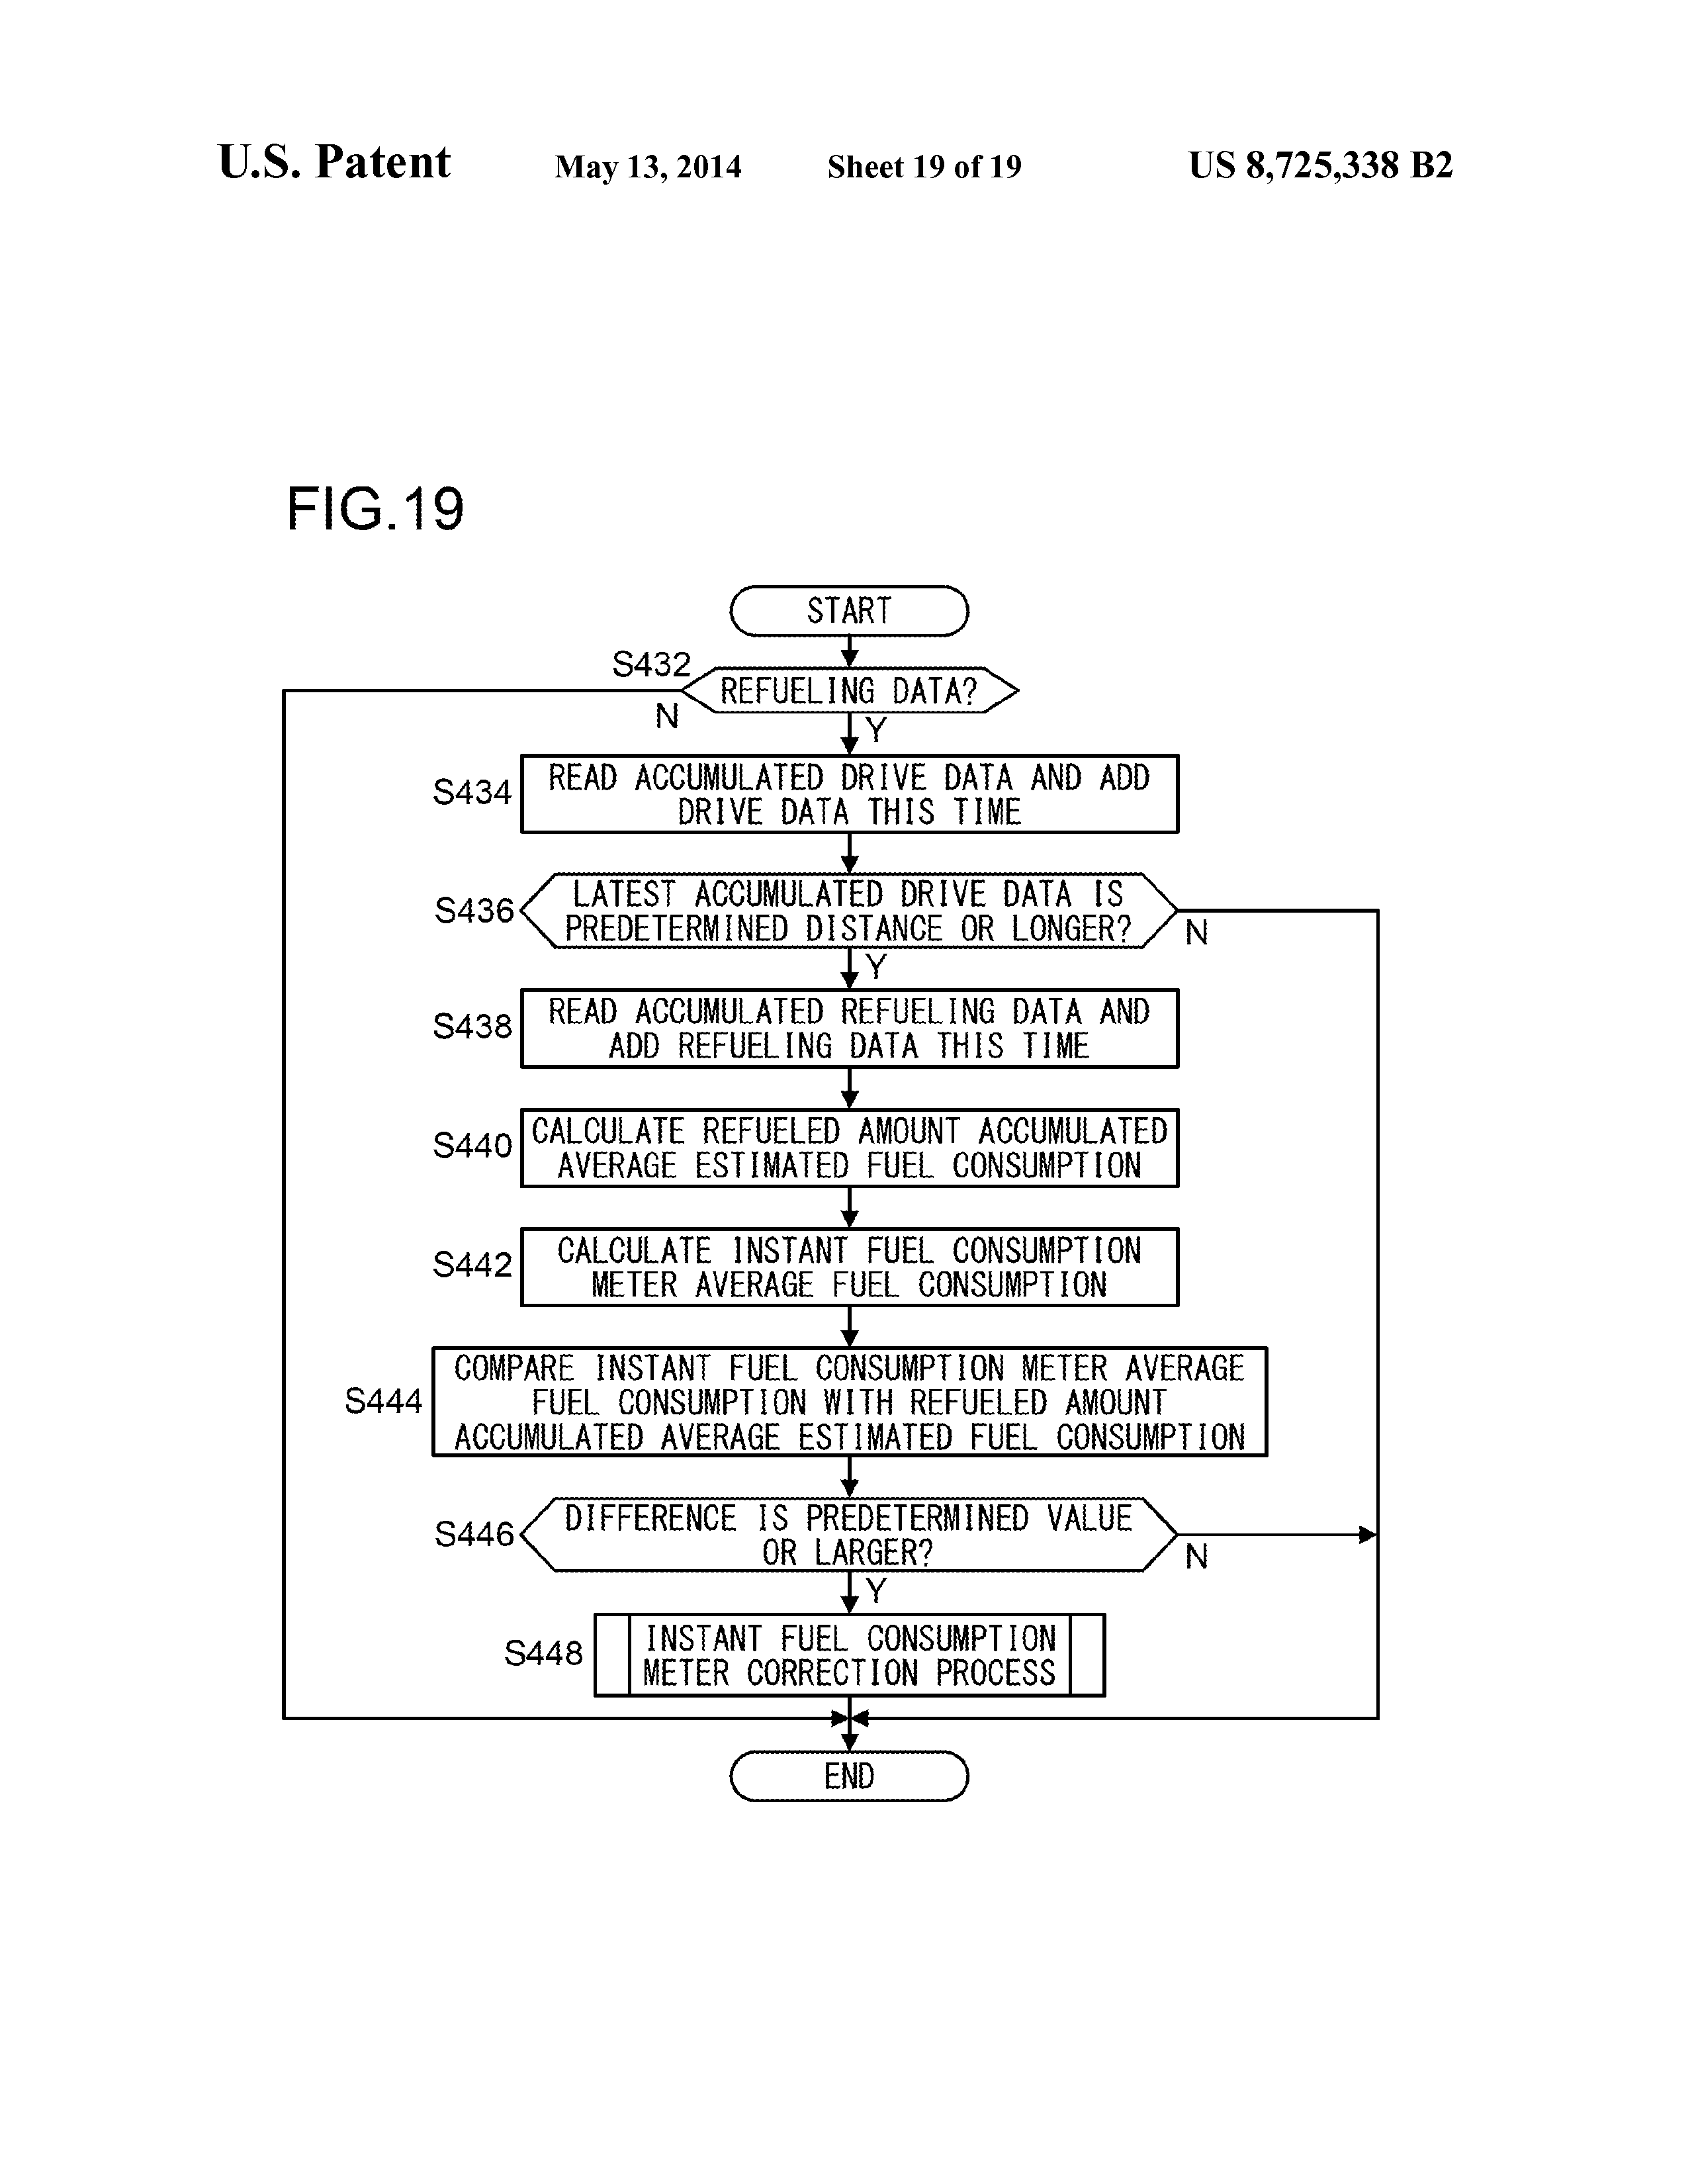 U.S. Patent May 13, 2014 Sheet 19 of 19 US 8,725,338 B2
FIG.19
START
S432
REFUELING DATA?
N
Y
S434
READ ACCUMULATED DRIVE DATA AND ADD
DRIVE DATA THIS TIME
S436
LATEST ACCUMULATED DRIVE DATA IS
PREDETERMINED DISTANCE OR LONGER?
N
Y
S438
READ ACCUMULATED REFUELING DATA AND
ADD REFUELING DATA THIS TIME
S440
CALCULATE REFUELED AMOUNT ACCUMULATED
AVERAGE ESTIMATED FUEL CONSUMPTION
S442
CALCULATE INSTANT FUEL CONSUMPTION
METER AVERAGE FUEL CONSUMPTION
S444
COMPARE INSTANT FUEL CONSUMPTION METER AVERAGE
FUEL CONSUMPTION WITH REFUELED AMOUNT
ACCUMULATED AVERAGE ESTIMATED FUEL CONSUMPTION
S446
DIFFERENCE IS PREDETERMINED VALUE
OR LARGER?
N
Y
S448
INSTANT FUEL CONSUMPTION
METER CORRECTION PROCESS
END